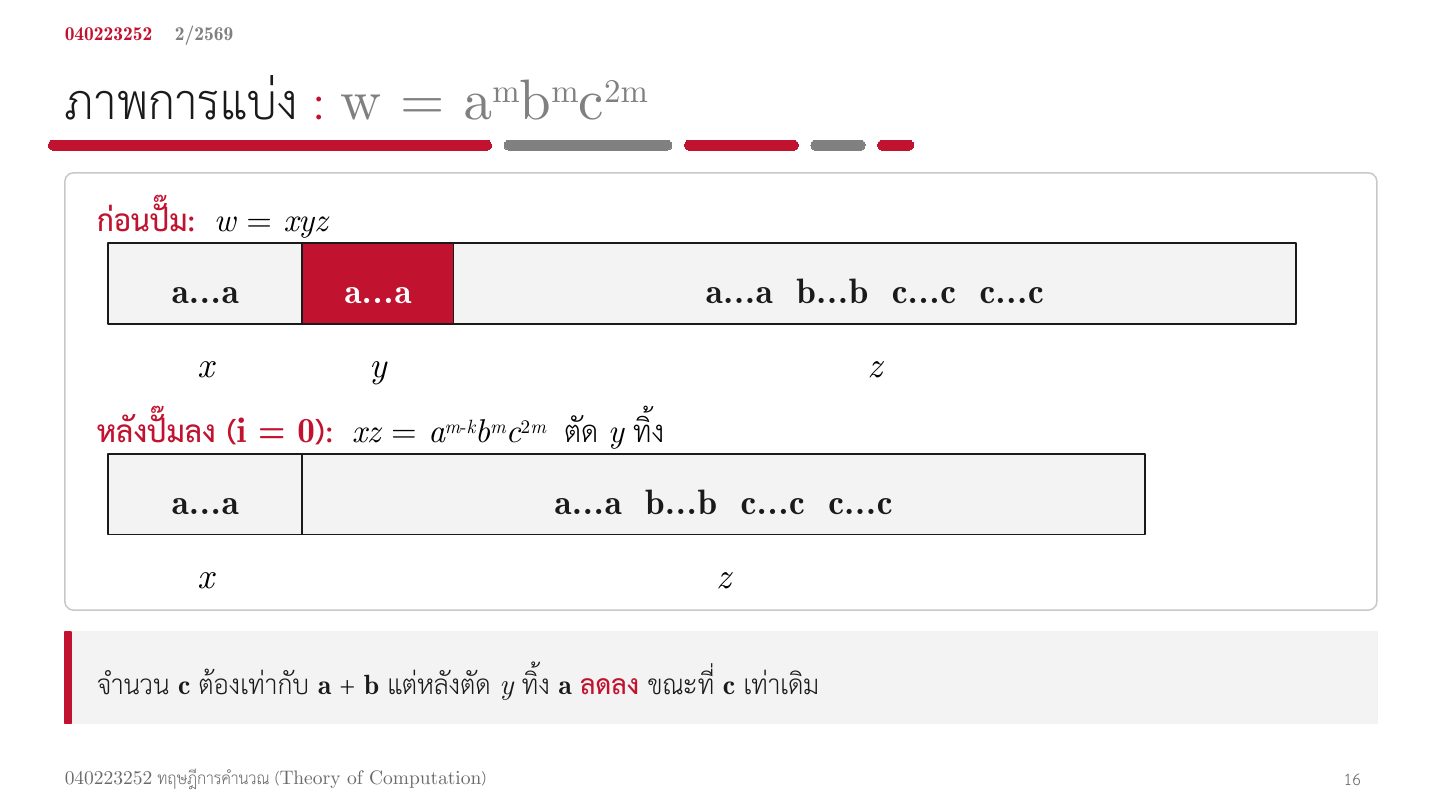 040223252 2/2569
ภาพการแบ่ง : w = aᵐbᵐc²ᵐ
ก่อนปั๊ม: w = xyz
a...a a...a a...a b...b c...c c...c
x y z
หลังปั๊มลง (i = 0): xz = aᵐ⁻ᵏbᵐc²ᵐ ตัด y ทิ้ง
a...a a...a b...b c...c c...c
x z
จำนวน c ต้องเท่ากับ a + b แต่หลังตัด y ทิ้ง a ลดลง ขณะที่ c เท่าเดิม
040223252 ทฤษฎีการคำนวณ (Theory of Computation) 16